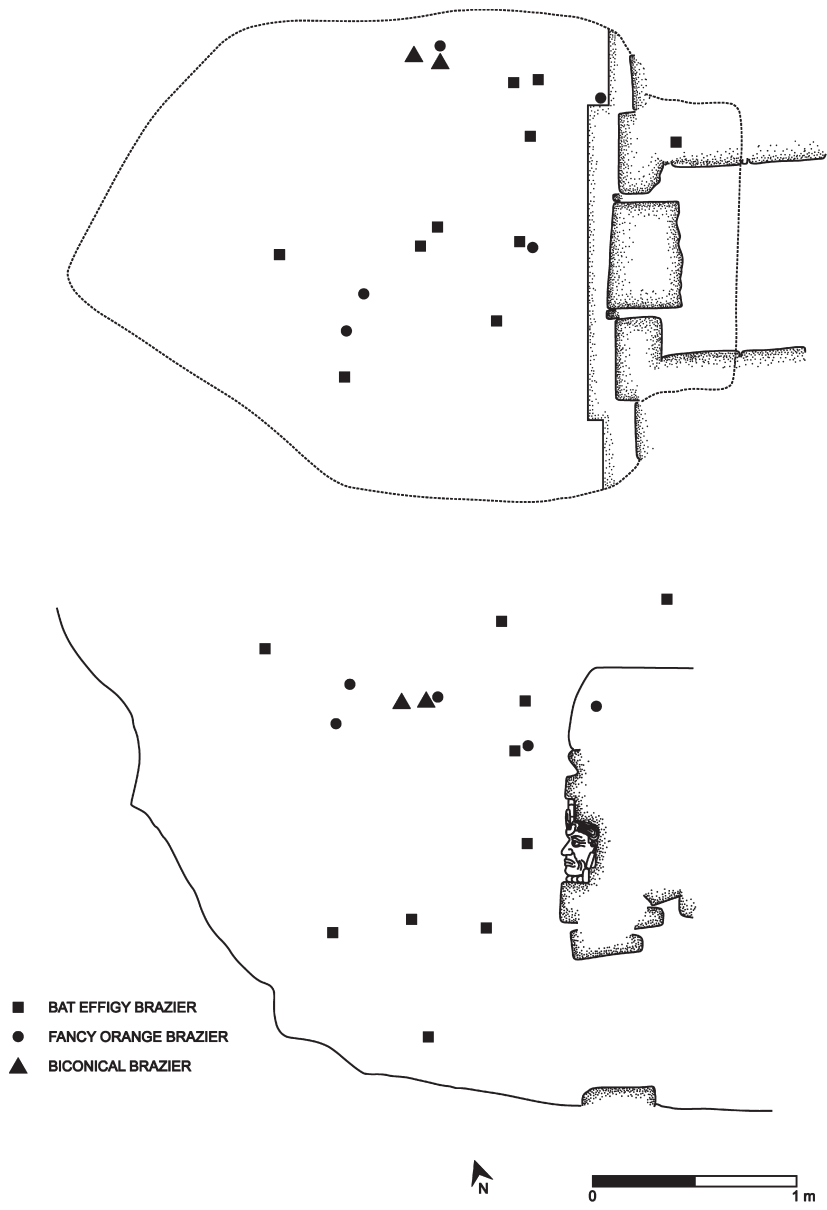 BAT EFFIGY BRAZIER
FANCY ORANGE BRAZIER
BICONICAL BRAZIER
N
0 1 m